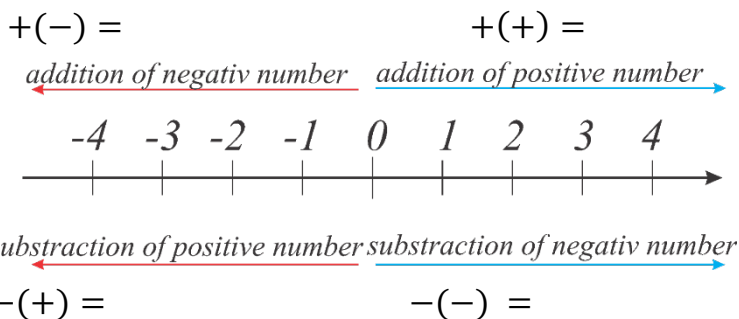 +(−) = +(+) =
addition of negativ number addition of positive number
-4 -3 -2 -1 0 1 2 3 4
ubstraction of positive number substraction of negativ number
−(+) = −(−) =